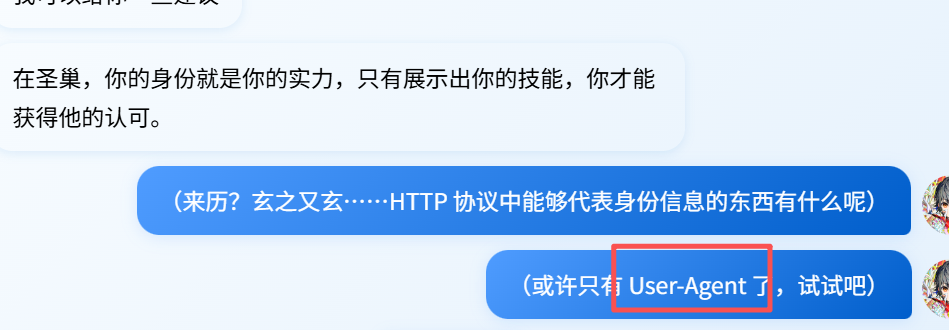 在圣巢，你的身份就是你的实力，只有展示出你的技能，你才能
获得他的认可。
（来历？玄之又玄……HTTP 协议中能够代表身份信息的东西有什么呢）
（或许只有 User-Agent 了，试试吧）